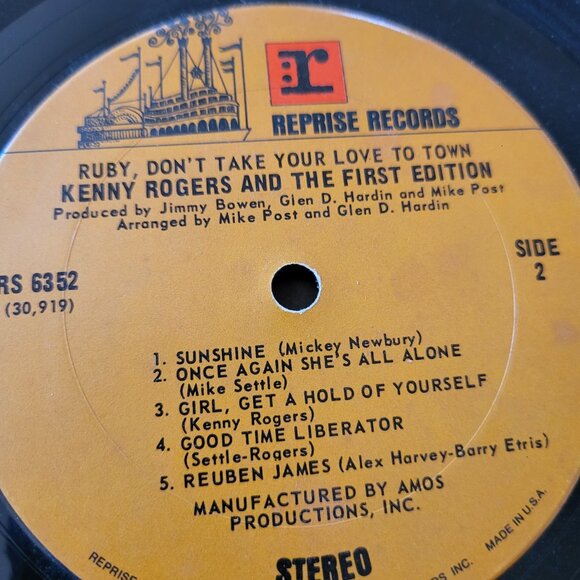 r
REPRISE RECORDS
RUBY, DON'T TAKE YOUR LOVE TO TOWN
KENNY ROGERS AND THE FIRST EDITION
Produced by Jimmy Bowen, Glen D. Hardin and Mike Post
Arranged by Mike Post and Glen D. Hardin
RS 6352
(30,919)
SIDE
2
1. SUNSHINE (Mickey Newbury)
2. ONCE AGAIN SHE'S ALL ALONE
(Mike Settle)
3. GIRL, GET A HOLD OF YOURSELF
(Kenny Rogers)
4. GOOD TIME LIBERATOR
(Settle-Rogers)
5. REUBEN JAMES (Alex Harvey-Barry Etris)
MANUFACTURED BY AMOS
PRODUCTIONS, INC.
STEREO
REPRISE
INC. MADE IN U.S.A.